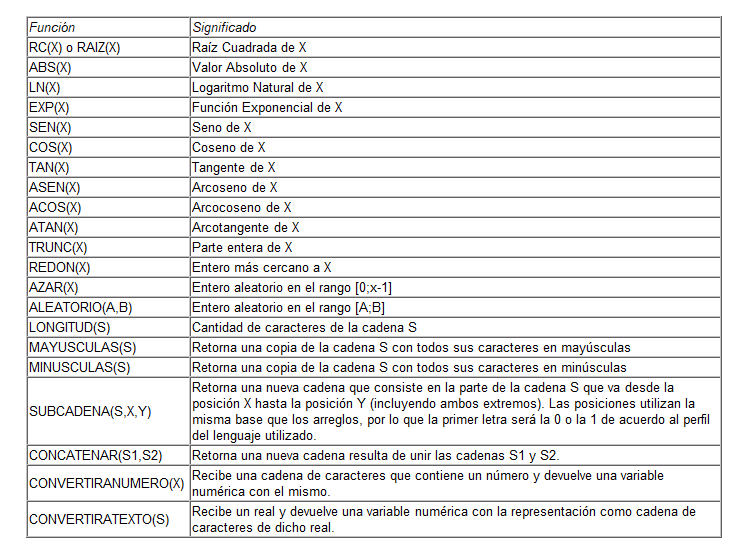 Función Significado
RC(X) o RAIZ(X) Raíz Cuadrada de X
ABS(X) Valor Absoluto de X
LN(X) Logaritmo Natural de X
EXP(X) Función Exponencial de X
SEN(X) Seno de X
COS(X) Coseno de X
TAN(X) Tangente de X
ASEN(X) Arcoseno de X
ACOS(X) Arcocoseno de X
ATAN(X) Arcotangente de X
TRUNC(X) Parte entera de X
REDON(X) Entero más cercano a X
AZAR(X) Entero aleatorio en el rango [0;x-1]
ALEATORIO(A,B) Entero aleatorio en el rango [A;B]
LONGITUD(S) Cantidad de caracteres de la cadena S
MAYUSCULAS(S) Retorna una copia de la cadena S con todos sus caracteres en mayúsculas
MINUSCULAS(S) Retorna una copia de la cadena S con todos sus caracteres en minúsculas
SUBCADENA(S,X,Y)
Retorna una nueva cadena que consiste en la parte de la cadena S que va desde la
posición X hasta la posición Y (incluyendo ambos extremos). Las posiciones utilizan la
misma base que los arreglos, por lo que la primer letra será la 0 o la 1 de acuerdo al perfil
del lenguaje utilizado.
CONCATENAR(S1,S2) Retorna una nueva cadena resulta de unir las cadenas S1 y S2.
CONVERTIRANUMERO(X)
Recibe una cadena de caracteres que contiene un número y devuelve una variable
numérica con el mismo.
CONVERTIRATEXTO(S)
Recibe un real y devuelve una variable numérica con la representación como cadena de
caracteres de dicho real.